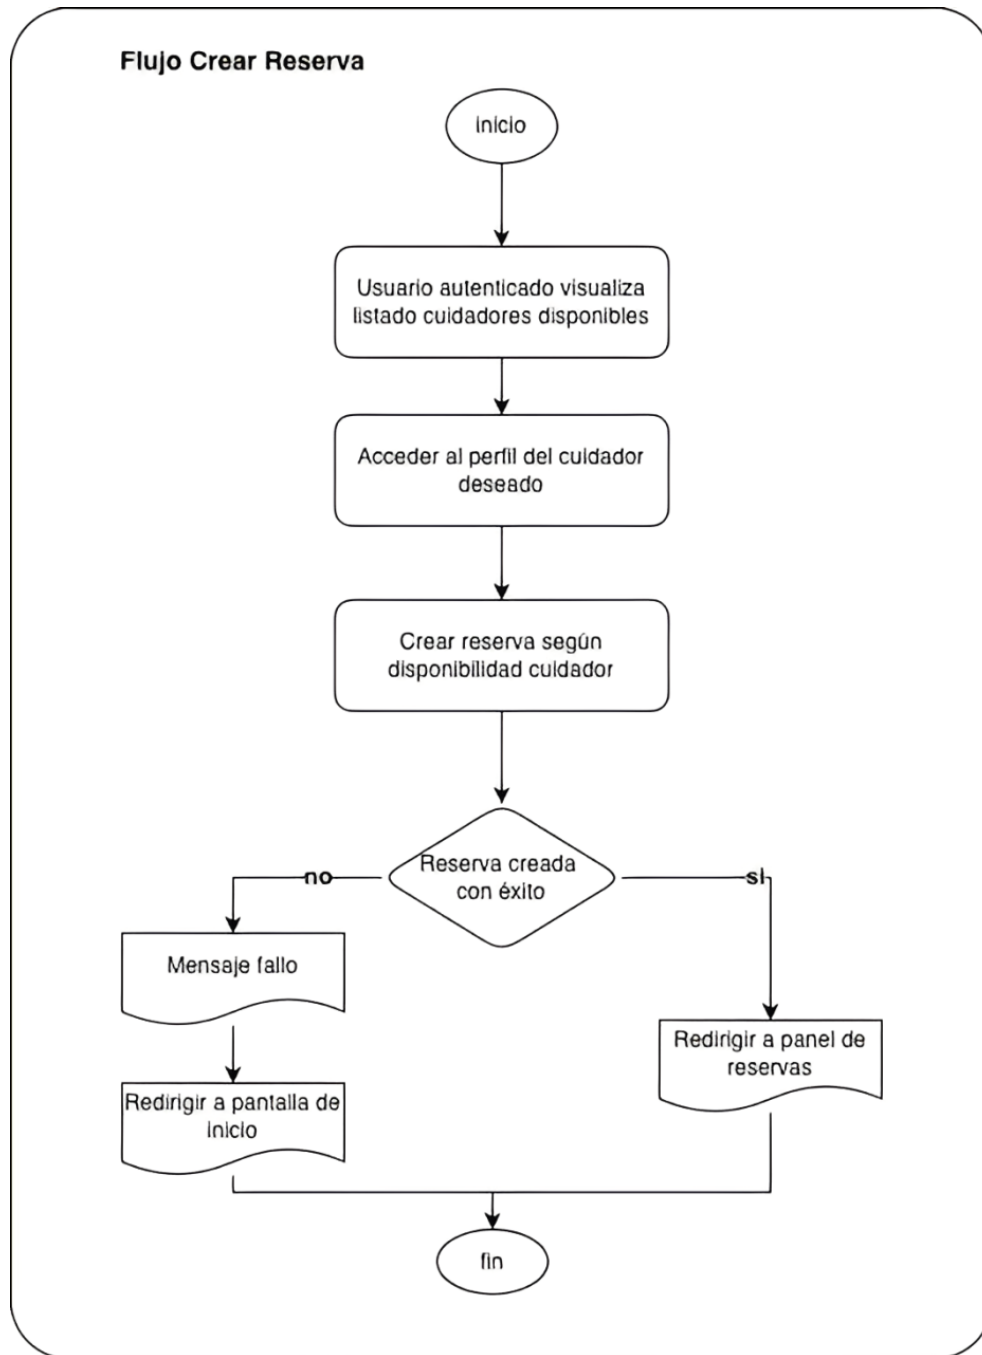 Flujo Crear Reserva
inicio
Usuario autenticado visualiza
listado cuidadores disponibles
Acceder al perfil del cuidador
deseado
Crear reserva según
disponibilidad cuidador
Reserva creada
con éxito
no
si
Mensaje fallo
Redirigir a panel de
reservas
Redirigir a pantalla de
inicio
fin